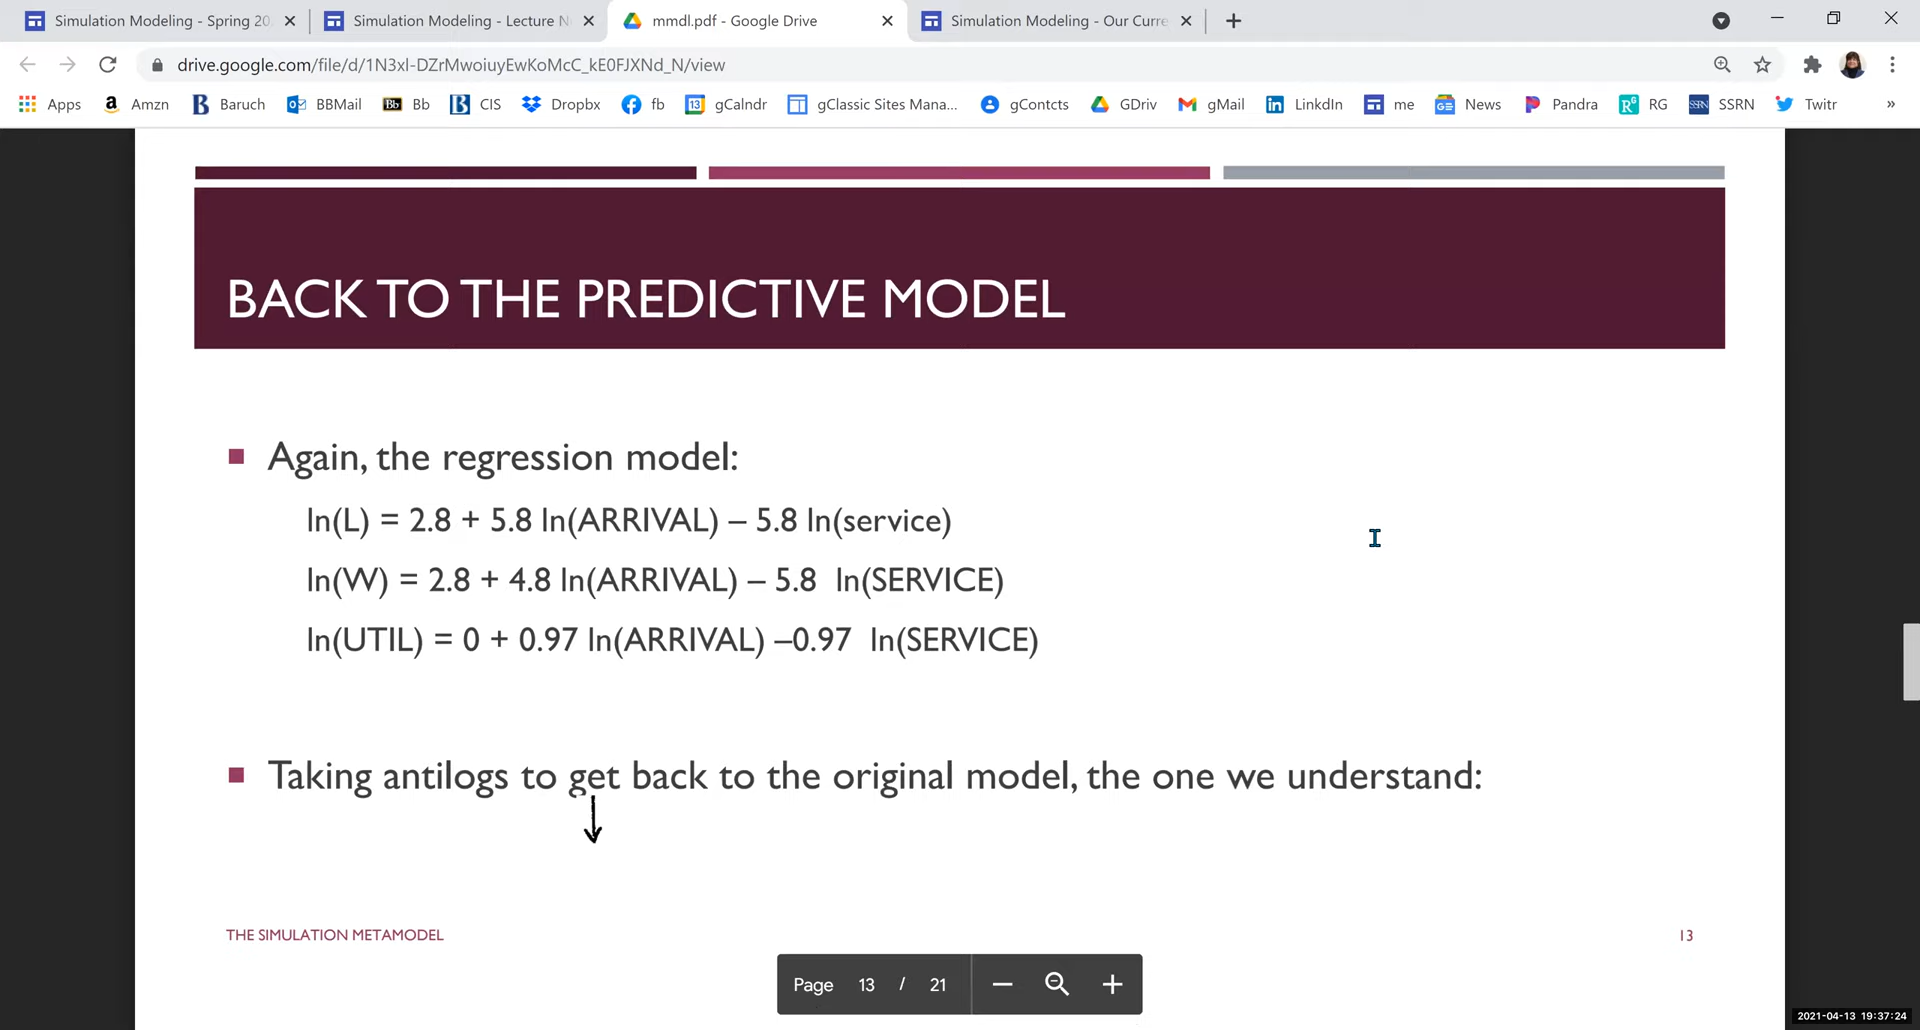 Simulation Modeling - Spring 20
Simulation Modeling - Lecture N
mmdl.pdf - Google Drive
Simulation Modeling - Our Curre
drive.google.com/file/d/1N3xl-DZrMwoiuyEwKoMcC_kE0FJXNd_N/view
Apps Amzn Baruch BBMail Bb CIS Dropbx fb gCalndr gClassic Sites Mana... gContcts GDriv gMail LinkedIn me News Pandra RG SSRN Twitr »
BACK TO THE PREDICTIVE MODEL
Again, the regression model:
ln(L) = 2.8 + 5.8 ln(ARRIVAL) – 5.8 ln(service)
ln(W) = 2.8 + 4.8 ln(ARRIVAL) – 5.8 ln(SERVICE)
ln(UTIL) = 0 + 0.97 ln(ARRIVAL) –0.97 ln(SERVICE)
Taking antilogs to get back to the original model, the one we understand:
THE SIMULATION METAMODEL
13
Page 13 / 21
2021-04-13 19:37:24